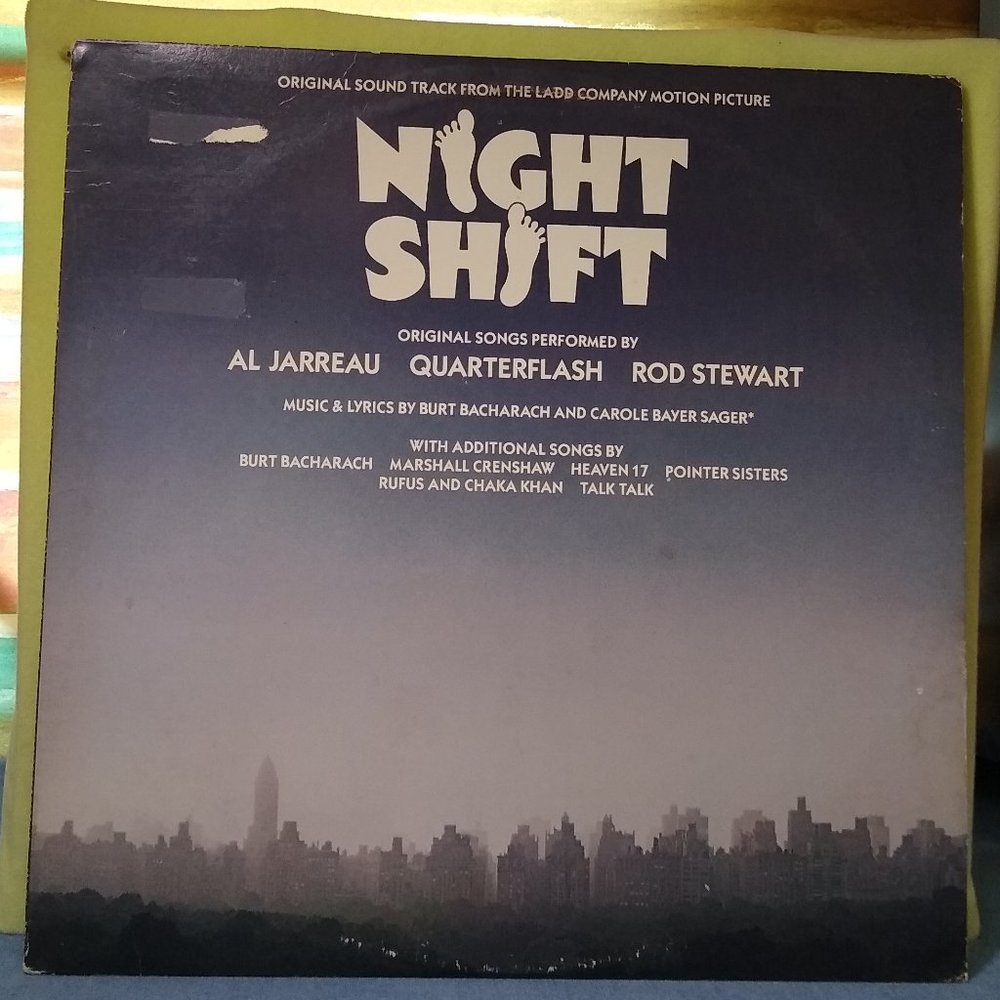 ORIGINAL SOUND TRACK FROM THE LADD COMPANY MOTION PICTURE
NIGHT
SHIFT
ORIGINAL SONGS PERFORMED BY
AL JARREAU QUARTERFLASH ROD STEWART
MUSIC & LYRICS BY BURT BACHARACH AND CAROLE BAYER SAGER*
WITH ADDITIONAL SONGS BY
BURT BACHARACH MARSHALL CRENSHAW HEAVEN 17 POINTER SISTERS
RUFUS AND CHAKA KHAN TALK TALK